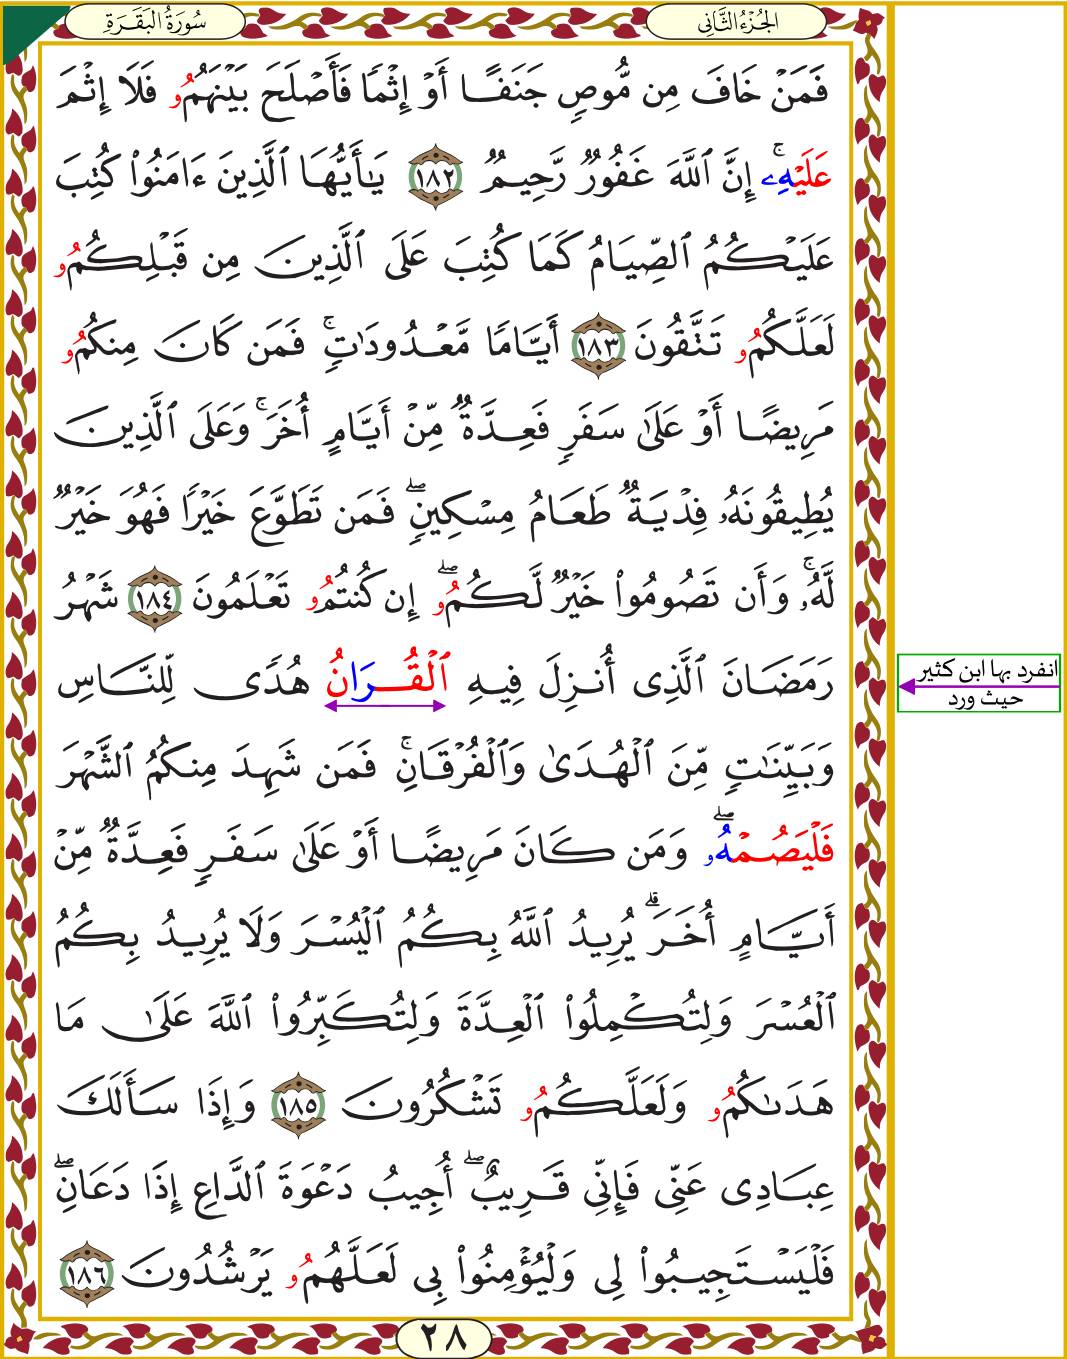 الجُزْءُ الثَّانِي
سُورَةُ البَقَرَةِ
فَمَنۡ خَافَ مِن مُّوصٖ جَنَفًا أَوۡ إِثۡمٗا فَأَصۡلَحَ بَيۡنَهُمُۥ فَلَا إِثۡمَ
عَلَيۡهِۦۚ إِنَّ ٱللَّهَ غَفُورٞ رَّحِيمٞ ١٨٢ يَٰأَيُّهَا ٱلَّذِينَ ءَامَنُواْ كُتِبَ
عَلَيۡكُمُ ٱلصِّيَامُ كَمَا كُتِبَ عَلَى ٱلَّذِينَ مِن قَبۡلِكُمُۥ
لَعَلَّكُمُۥ تَتَّقُونَ ١٨٣ أَيَّامٗا مَّعۡدُودَٰتٖۚ فَمَن كَانَ مِنكُمُۥ
مَرِيضًا أَوۡ عَلَىٰ سَفَرٖ فَعِدَّةٞ مِّنۡ أَيَّامٍ أُخَرَۚ وَعَلَى ٱلَّذِينَ
يُطِيقُونَهُۥ فِدۡيَةٞ طَعَامُ مِسۡكِينٖۖ فَمَن تَطَوَّعَ خَيۡرٗا فَهُوَ خَيۡرٞ
لَّهُۥۚ وَأَن تَصُومُواْ خَيۡرٞ لَّكُمُۥۖ إِن كُنتُمُۥ تَعۡلَمُونَ ١٨٤ شَهۡرُ
رَمَضَانَ ٱلَّذِي أُنزِلَ فِيهِ ٱلۡقُرَانُ هُدٗى لِّلنَّاسِ
انفرد بها ابن كثير
حيث ورد
وَبَيِّنَٰتٖ مِّنَ ٱلۡهُدَىٰ وَٱلۡفُرۡقَانِۚ فَمَن شَهِدَ مِنكُمُ ٱلشَّهۡرَ
فَلۡيَصُمۡهُۥۖ وَمَن كَانَ مَرِيضًا أَوۡ عَلَىٰ سَفَرٖ فَعِدَّةٞ مِّنۡ
أَيَّامٍ أُخَرَۗ يُرِيدُ ٱللَّهُ بِكُمُ ٱلۡيُسۡرَ وَلَا يُرِيدُ بِكُمُ
ٱلۡعُسۡرَ وَلِتُكۡمِلُواْ ٱلۡعِدَّةَ وَلِتُكَبِّرُواْ ٱللَّهَ عَلَىٰ مَا
هَدَىٰكُمُۥ وَلَعَلَّكُمُۥ تَشۡكُرُونَ ١٨٥ وَإِذَا سَأَلَكَ
عِبَادِي عَنِّي فَإِنِّي قَرِيبٌۖ أُجِيبُ دَعۡوَةَ ٱلدَّاعِ إِذَا دَعَانِۖ
فَلۡيَسۡتَجِيبُواْ لِي وَلۡيُؤۡمِنُواْ بِي لَعَلَّهُمُۥ يَرۡشُدُونَ ١٨٦
٢٨